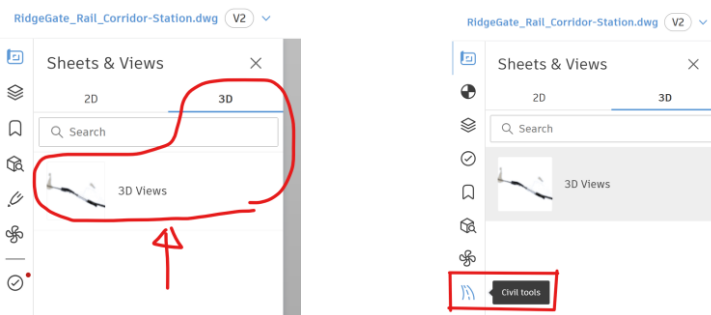 RidgeGate_Rail_Corridor-Station.dwg V2
Sheets & Views
2D 3D
Search
3D Views
RidgeGate_Rail_Corridor-Station.dwg V2
Sheets & Views
2D 3D
Search
3D Views
Civil tools